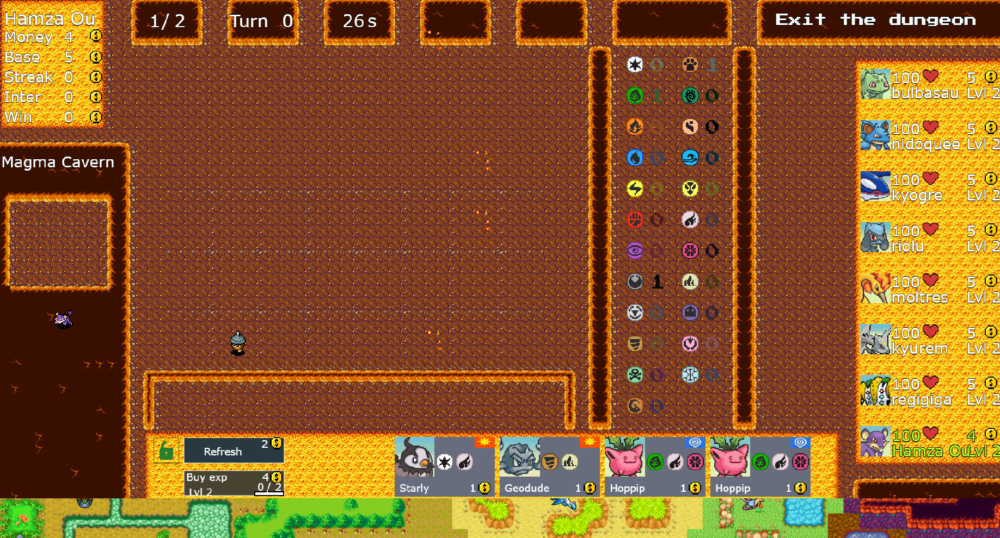 Hamza Ou
Money 4
Base 5
Streak 0
Inter 0
Win 0
1/ 2
Turn 0
26 s
Exit the dungeon
Magma Cavern
0 1
1 0
0 0
0 0
0 0
0 0
0 0
1 0
0 0
0 0
0 0
0
100 5
bulbasau Lvl 2
100 5
nidoquee Lvl 2
100 5
kyogre Lvl 2
100 5
riolu Lvl 2
100 5
moltres Lvl 2
100 5
kyurem Lvl 2
100 5
regigiga Lvl 2
100 4
Hamza Ou Lvl 2
Refresh 2
Buy exp 4
Lvl 2 0 / 2
Starly 1
Geodude 1
Hoppip 1
Hoppip 1